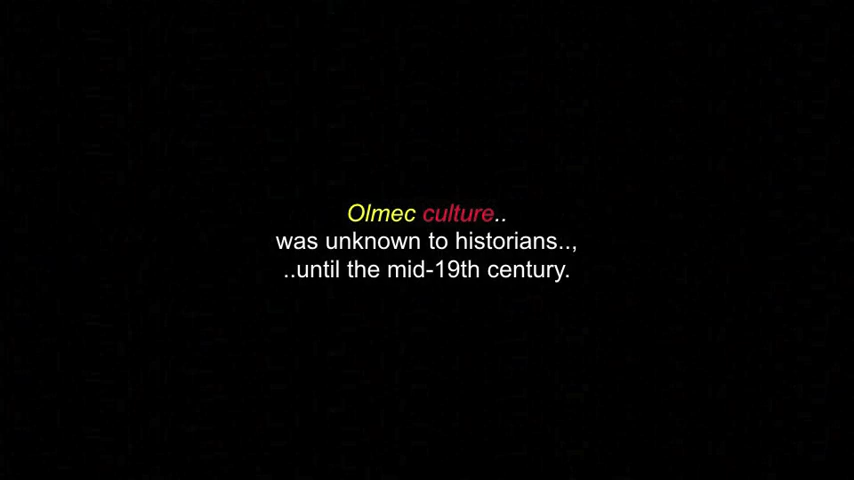 Olmec culture..
was unknown to historians..,
..until the mid-19th century.